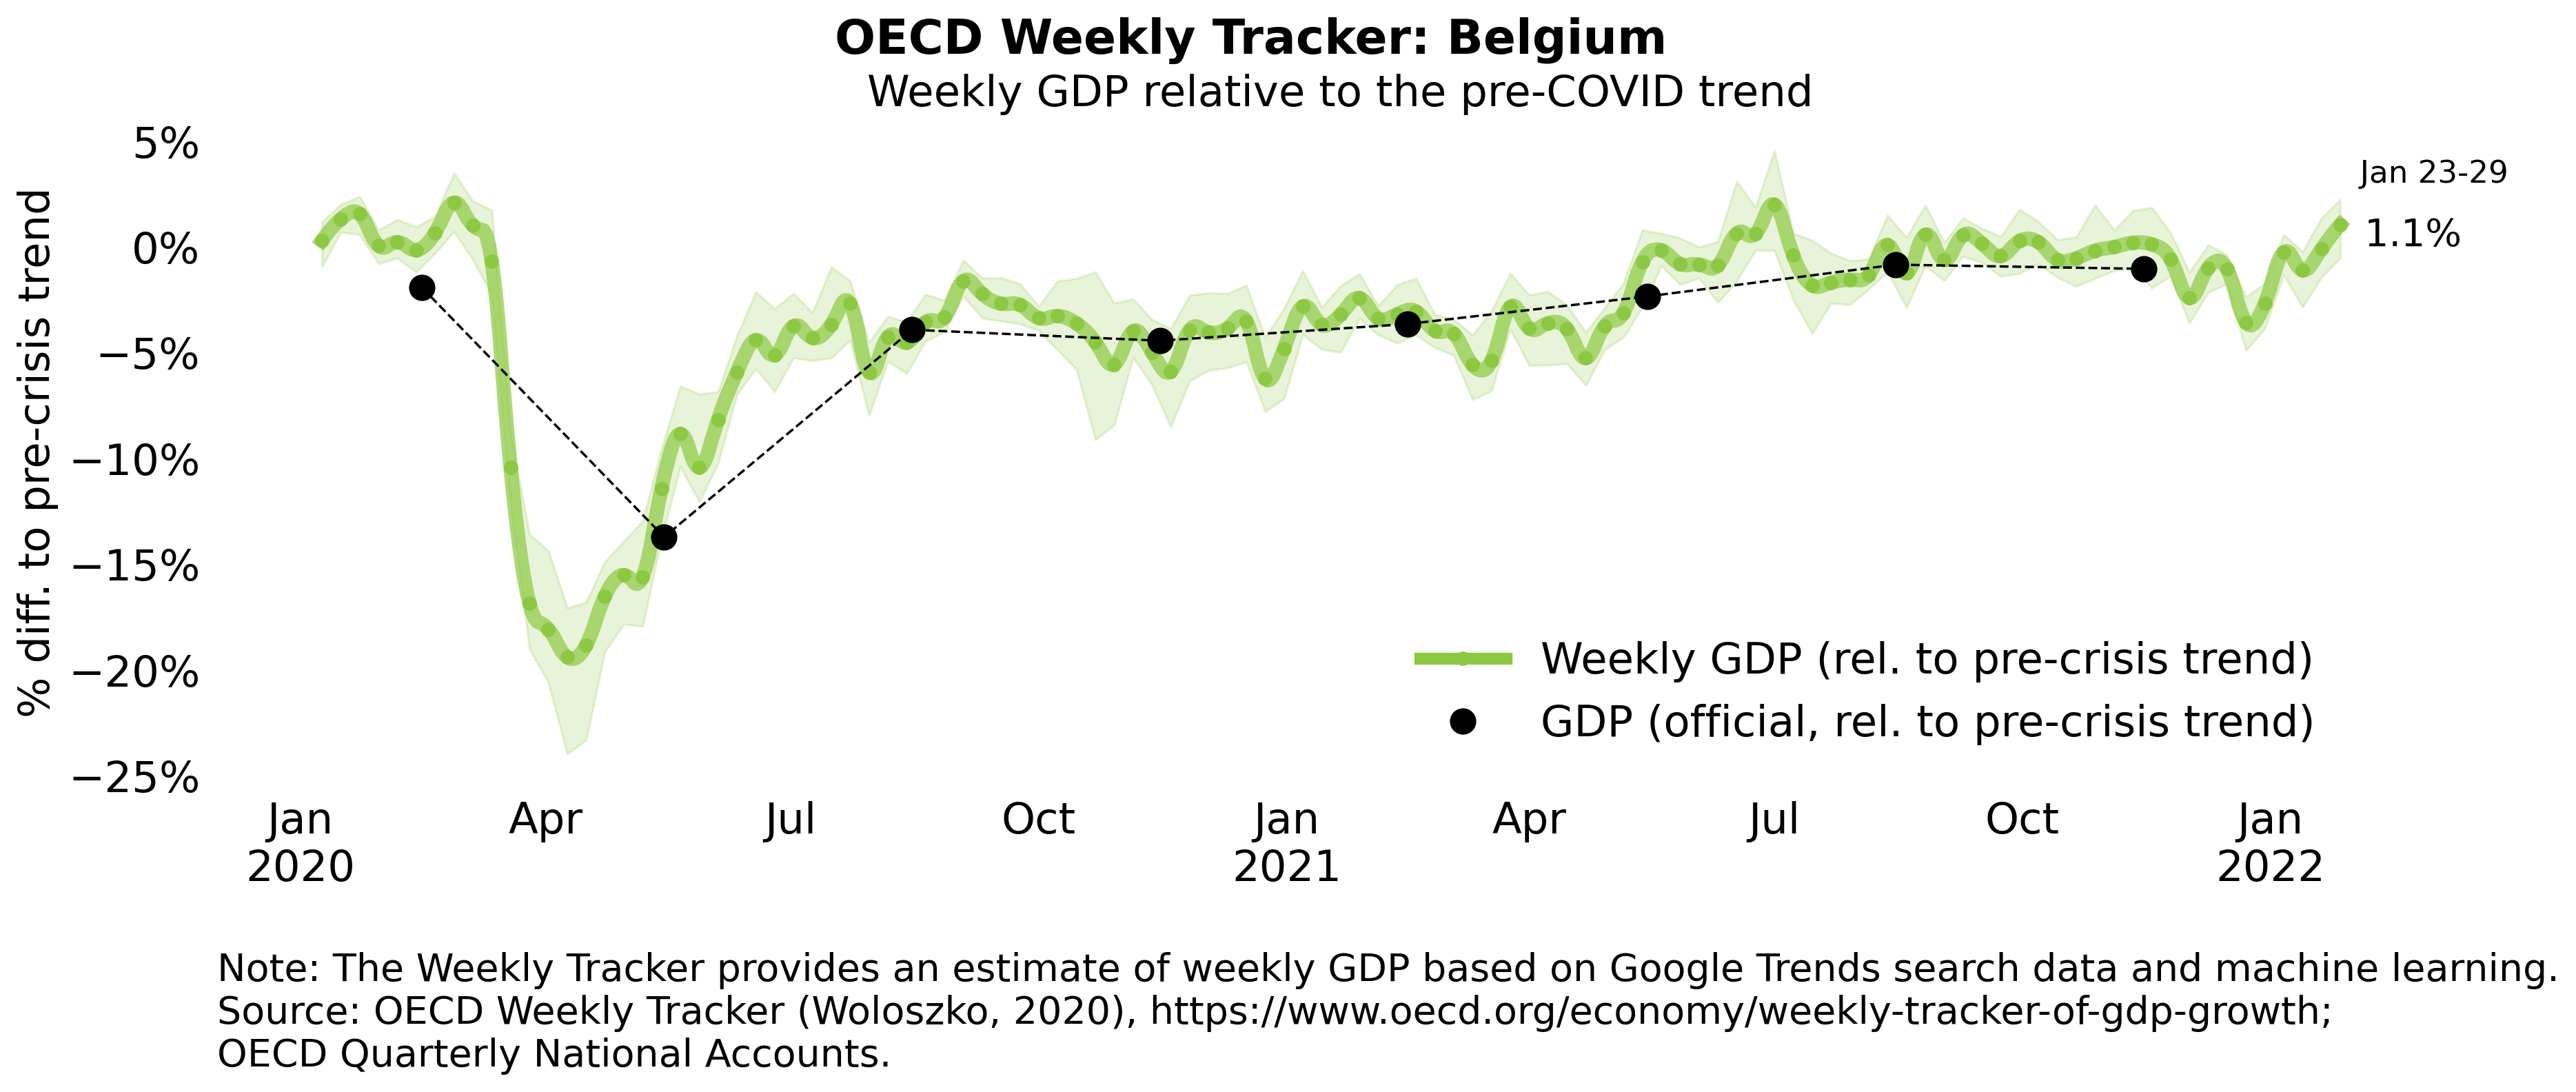 OECD Weekly Tracker: Belgium
Weekly GDP relative to the pre-COVID trend
% diff. to pre-crisis trend
5%
0%
−5%
−10%
−15%
−20%
−25%
Jan 23-29
1.1%
Weekly GDP (rel. to pre-crisis trend)
GDP (official, rel. to pre-crisis trend)
Jan Apr Jul Oct Jan Apr Jul Oct Jan
2020 2021 2022
Note: The Weekly Tracker provides an estimate of weekly GDP based on Google Trends search data and machine learning.
Source: OECD Weekly Tracker (Woloszko, 2020), https://www.oecd.org/economy/weekly-tracker-of-gdp-growth;
OECD Quarterly National Accounts.